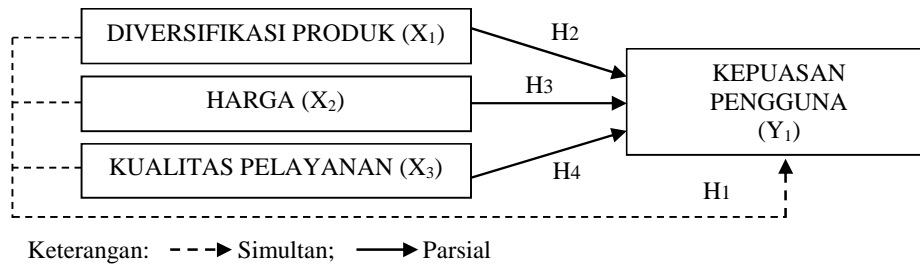 DIVERSIFIKASI PRODUK (X₁)
H2
HARGA (X₂)
H3
KUALITAS PELAYANAN (X₃)
H4
KEPUASAN
PENGGUNA
(Y₁)
H1
Keterangan: Simultan; Parsial